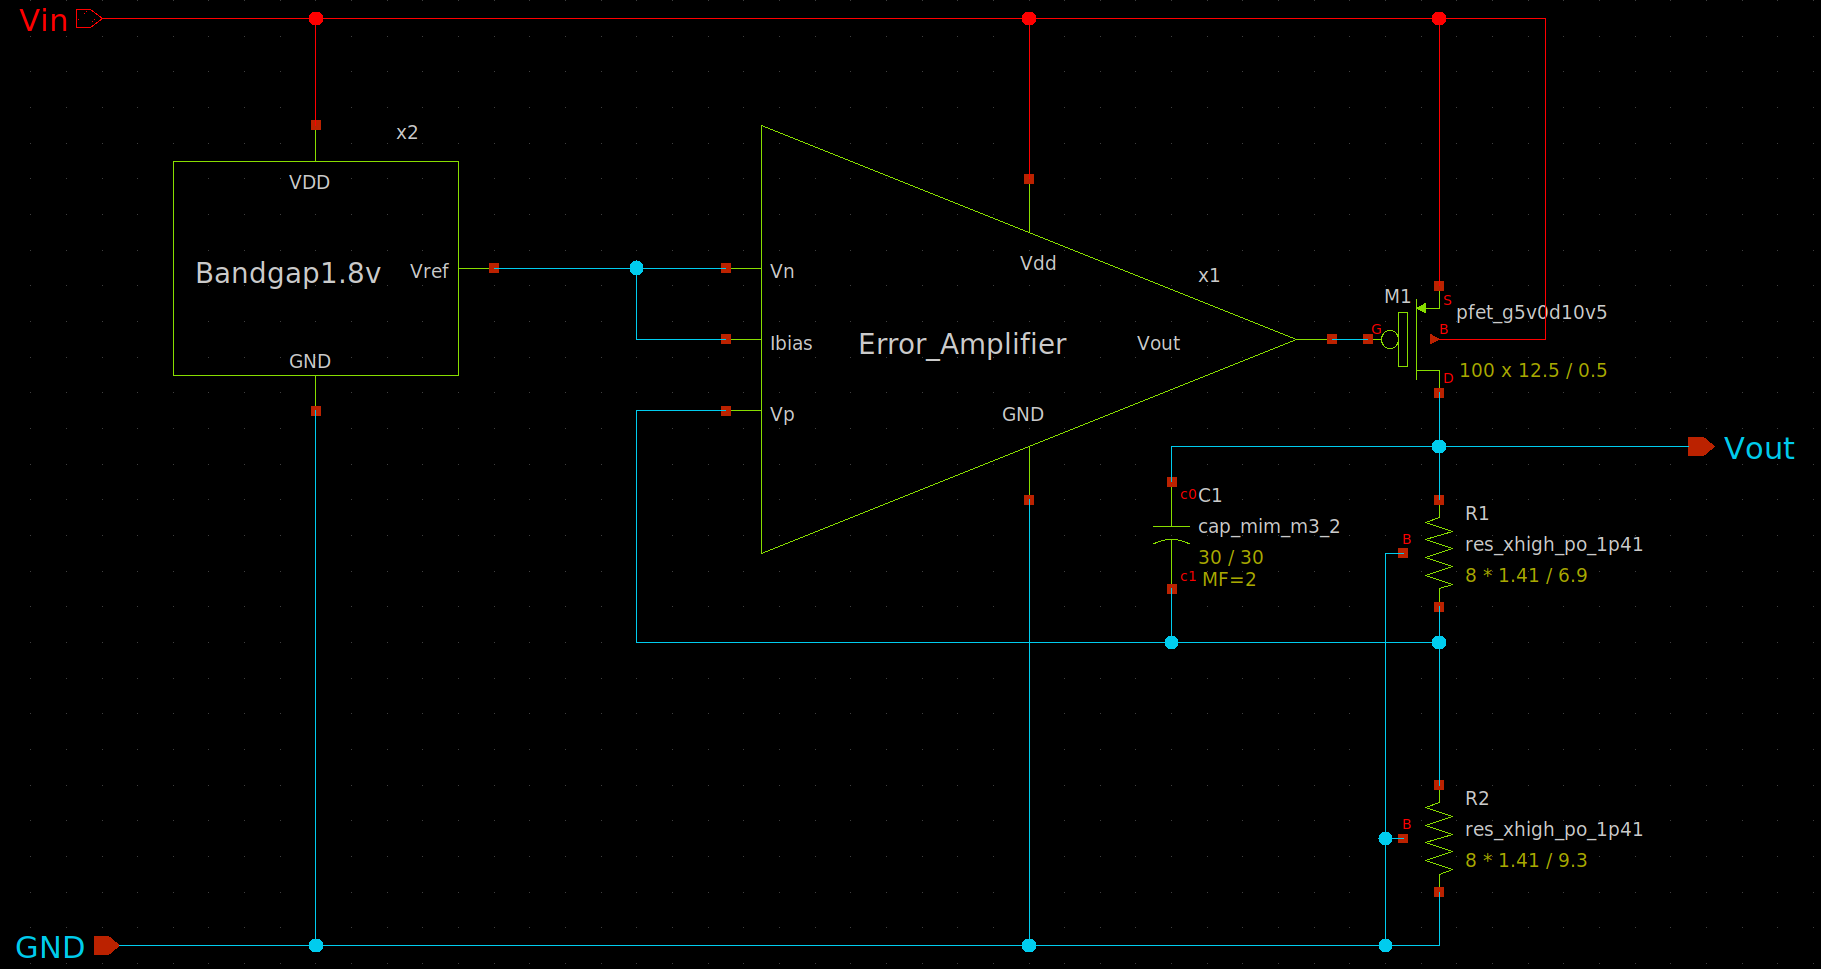 Vin
x2
VDD
Bandgap1.8v
Vref
GND
Vn
Ibias
Vp
Vdd
x1
Error_Amplifier
Vout
GND
M1
S
G
B
D
pfet_g5v0d10v5
100 x 12.5 / 0.5
Vout
c0
C1
cap_mim_m3_2
30 / 30
c1
MF=2
R1
B
res_xhigh_po_1p41
8 * 1.41 / 6.9
R2
B
res_xhigh_po_1p41
8 * 1.41 / 9.3
GND